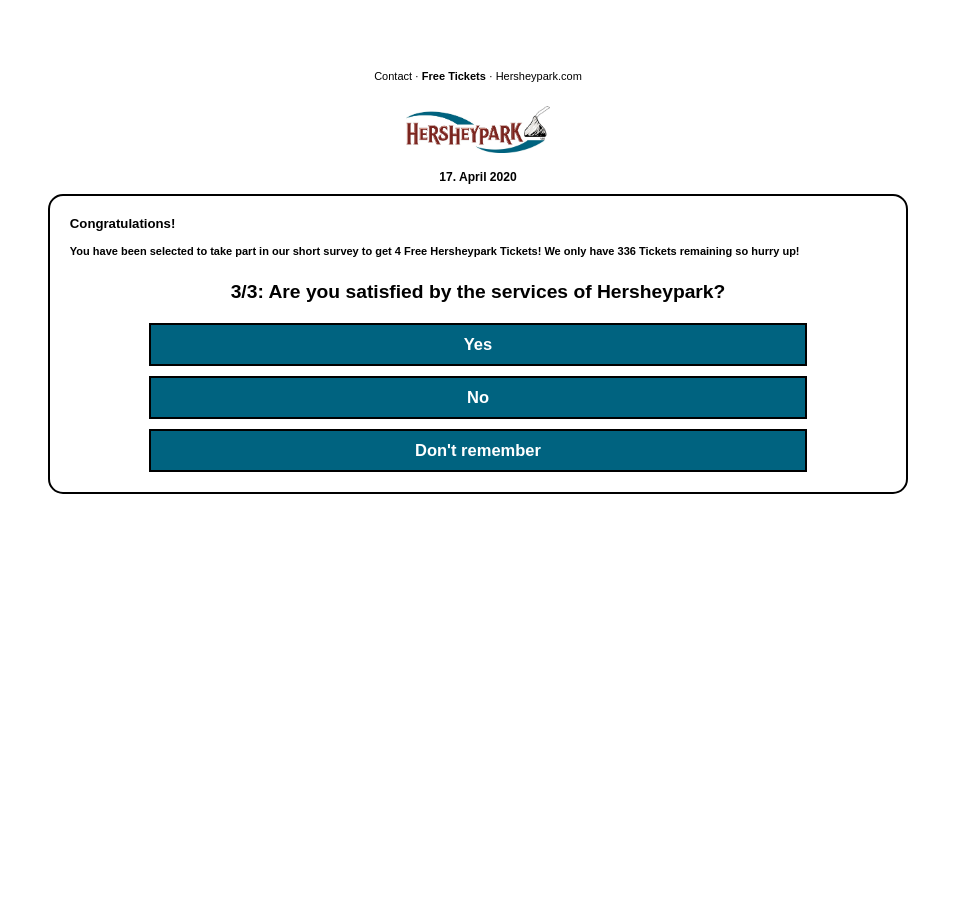 Contact · Free Tickets · Hersheypark.com
HERSHEYPARK
17. April 2020
Congratulations!
You have been selected to take part in our short survey to get 4 Free Hersheypark Tickets! We only have 336 Tickets remaining so hurry up!
3/3: Are you satisfied by the services of Hersheypark?
Yes
No
Don't remember